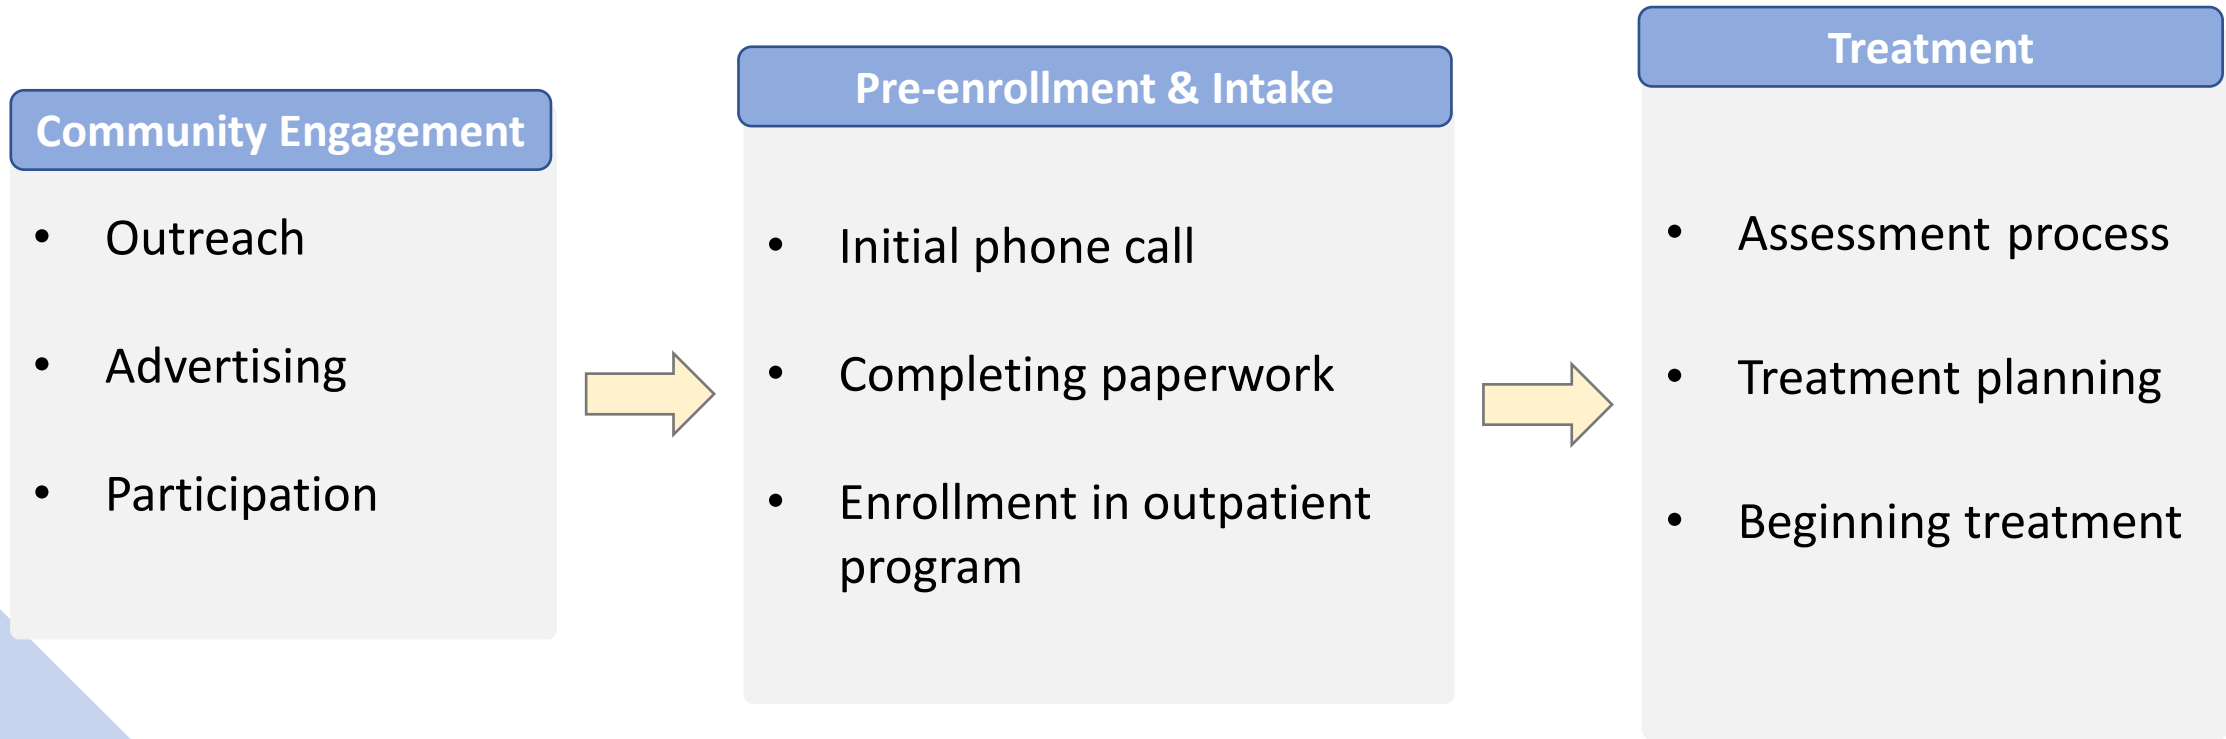 Community Engagement
• Outreach
• Advertising
• Participation
Pre-enrollment & Intake
• Initial phone call
• Completing paperwork
• Enrollment in outpatient
program
Treatment
• Assessment process
• Treatment planning
• Beginning treatment